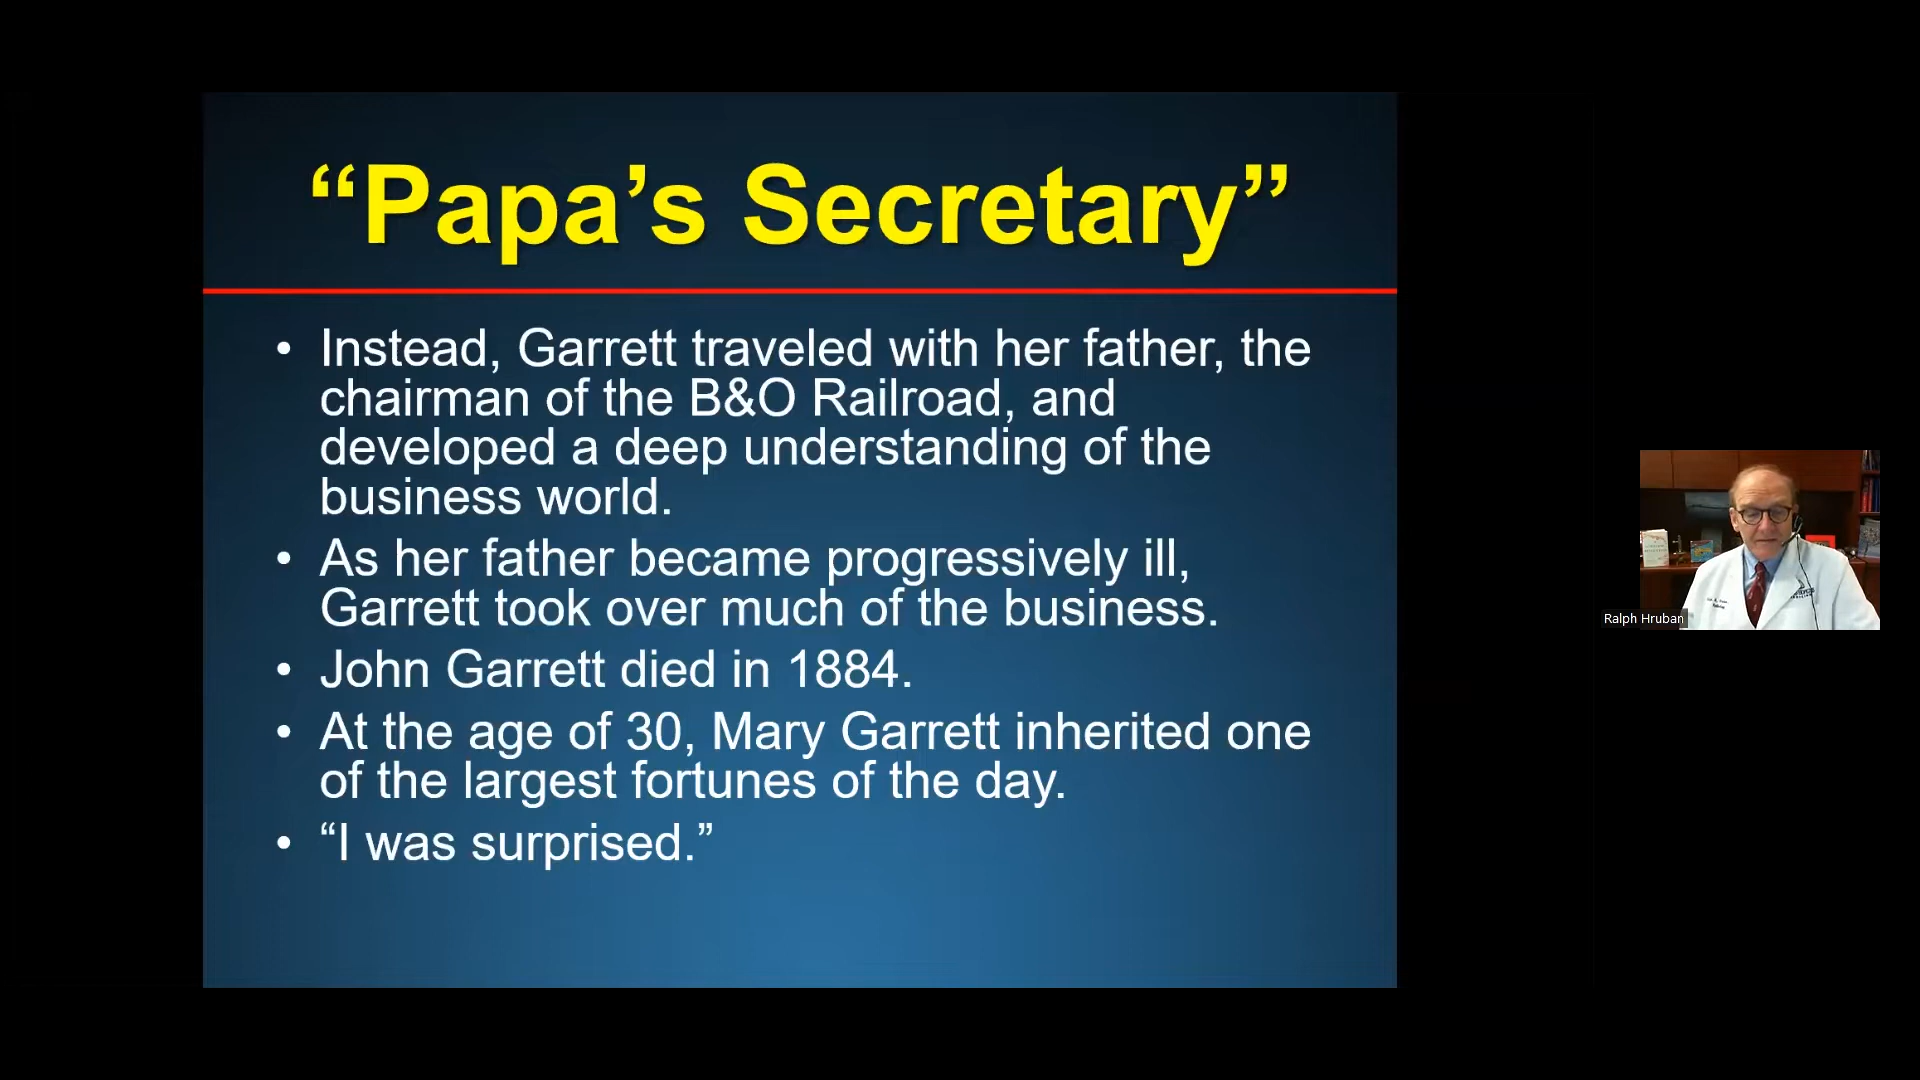 “Papa’s Secretary”
• Instead, Garrett traveled with her father, the
chairman of the B&O Railroad, and
developed a deep understanding of the
business world.
• As her father became progressively ill,
Garrett took over much of the business.
• John Garrett died in 1884.
• At the age of 30, Mary Garrett inherited one
of the largest fortunes of the day.
• “I was surprised.”
Ralph Hruban